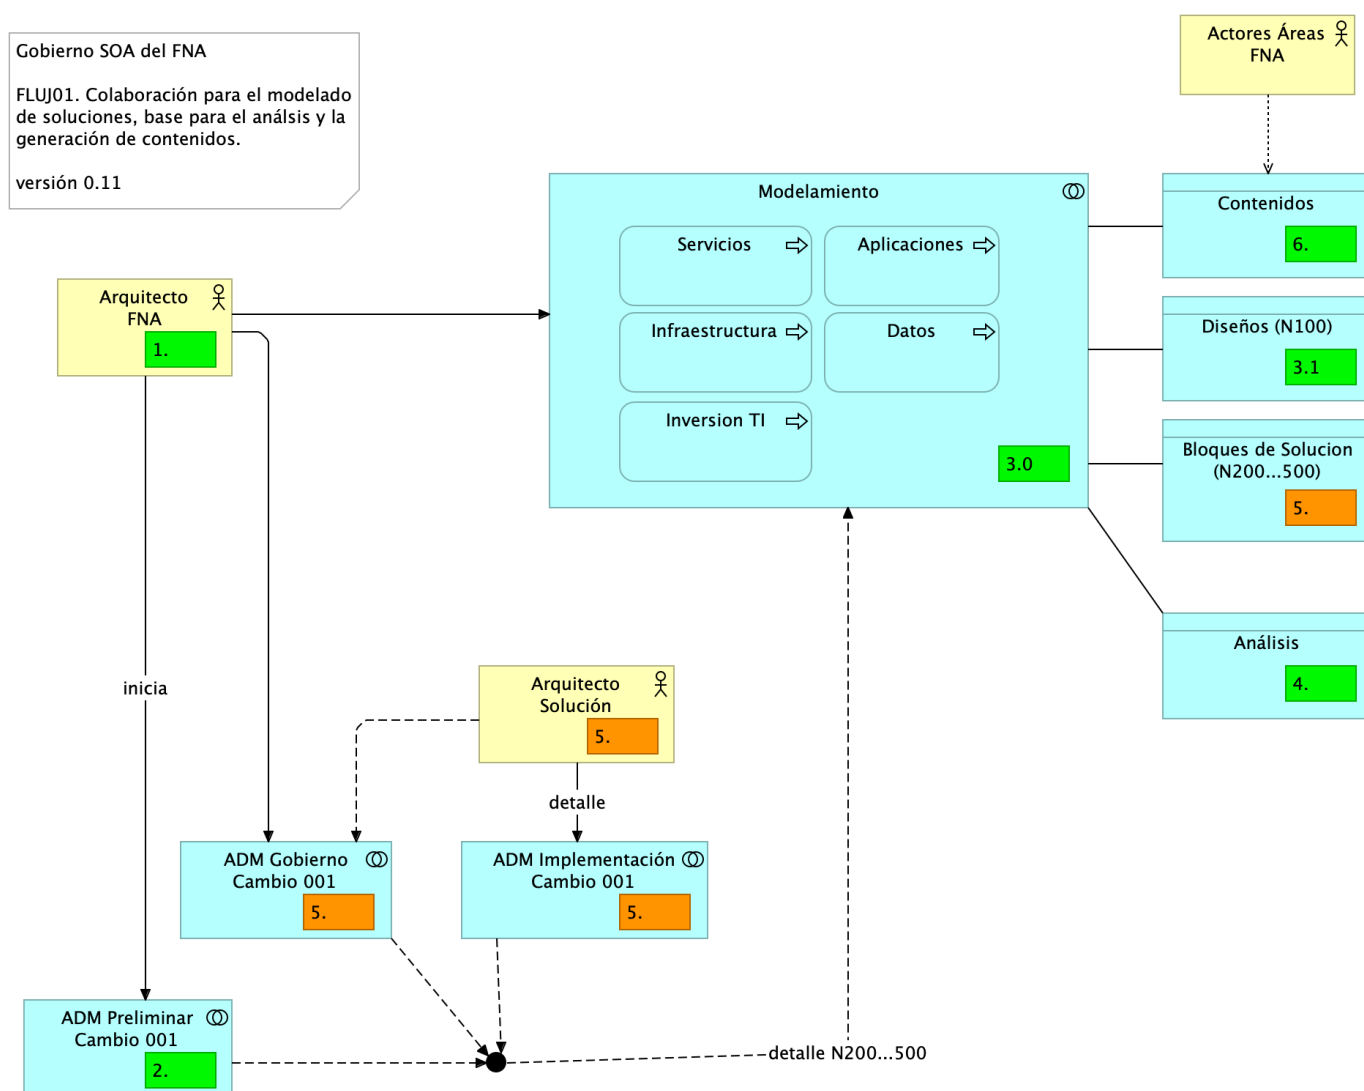 Gobierno SOA del FNA
FLUJ01. Colaboración para el modelado
de soluciones, base para el análsis y la
generación de contenidos.
versión 0.11
Actores Áreas
FNA
Modelamiento
Servicios
Aplicaciones
Infraestructura
Datos
Inversion TI
3.0
Contenidos
6.
Diseños (N100)
3.1
Bloques de Solucion
(N200...500)
5.
Análisis
4.
Arquitecto
FNA
1.
inicia
Arquitecto
Solución
5.
detalle
ADM Gobierno
Cambio 001
5.
ADM Implementación
Cambio 001
5.
ADM Preliminar
Cambio 001
2.
detalle N200...500